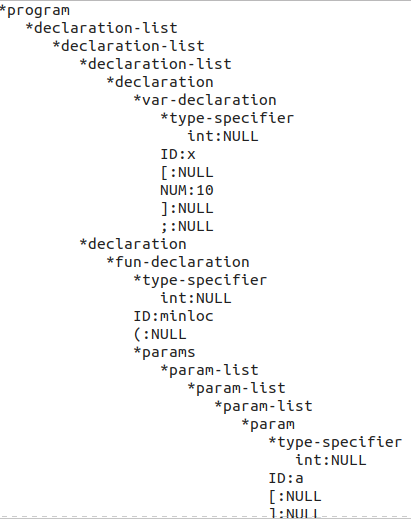 *program
*declaration-list
*declaration-list
*declaration-list
*declaration
*var-declaration
*type-specifier
int:NULL
ID:x
[:NULL
NUM:10
]:NULL
;:NULL
*declaration
*fun-declaration
*type-specifier
int:NULL
ID:minloc
(:NULL
*params
*param-list
*param-list
*param-list
*param
*type-specifier
int:NULL
ID:a
[:NULL
]:NULL